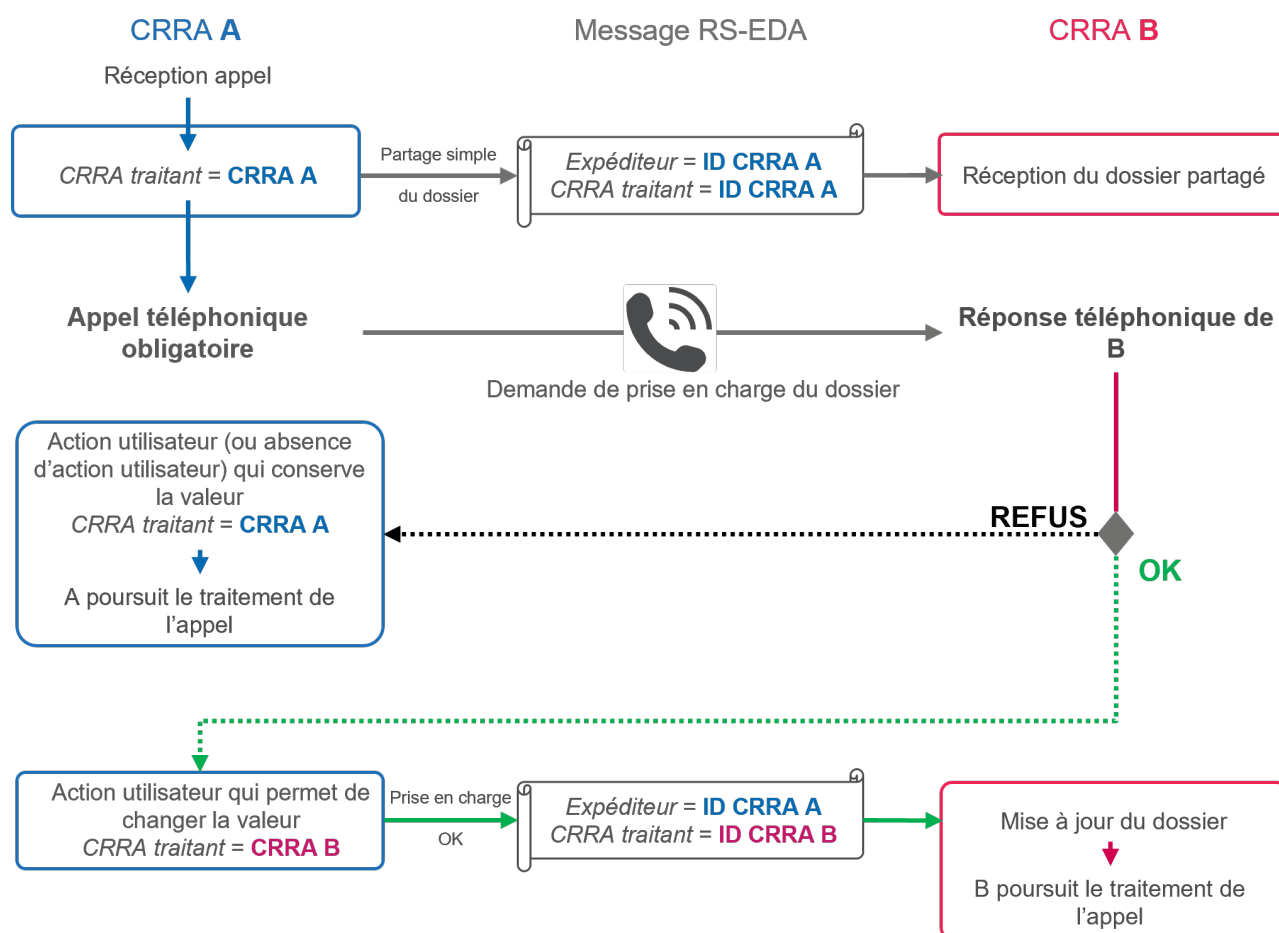 CRRA A
Message RS-EDA
CRRA B
Réception appel
CRRA traitant = CRRA A
Partage simple
du dossier
Expéditeur = ID CRRA A
CRRA traitant = ID CRRA A
Réception du dossier partagé
Appel téléphonique
obligatoire
Demande de prise en charge du dossier
Réponse téléphonique de
B
Action utilisateur (ou absence
d’action utilisateur) qui conserve
la valeur
CRRA traitant = CRRA A
A poursuit le traitement de
l’appel
REFUS
OK
Action utilisateur qui permet de
changer la valeur
CRRA traitant = CRRA B
Prise en charge
OK
Expéditeur = ID CRRA A
CRRA traitant = ID CRRA B
Mise à jour du dossier
B poursuit le traitement de
l’appel